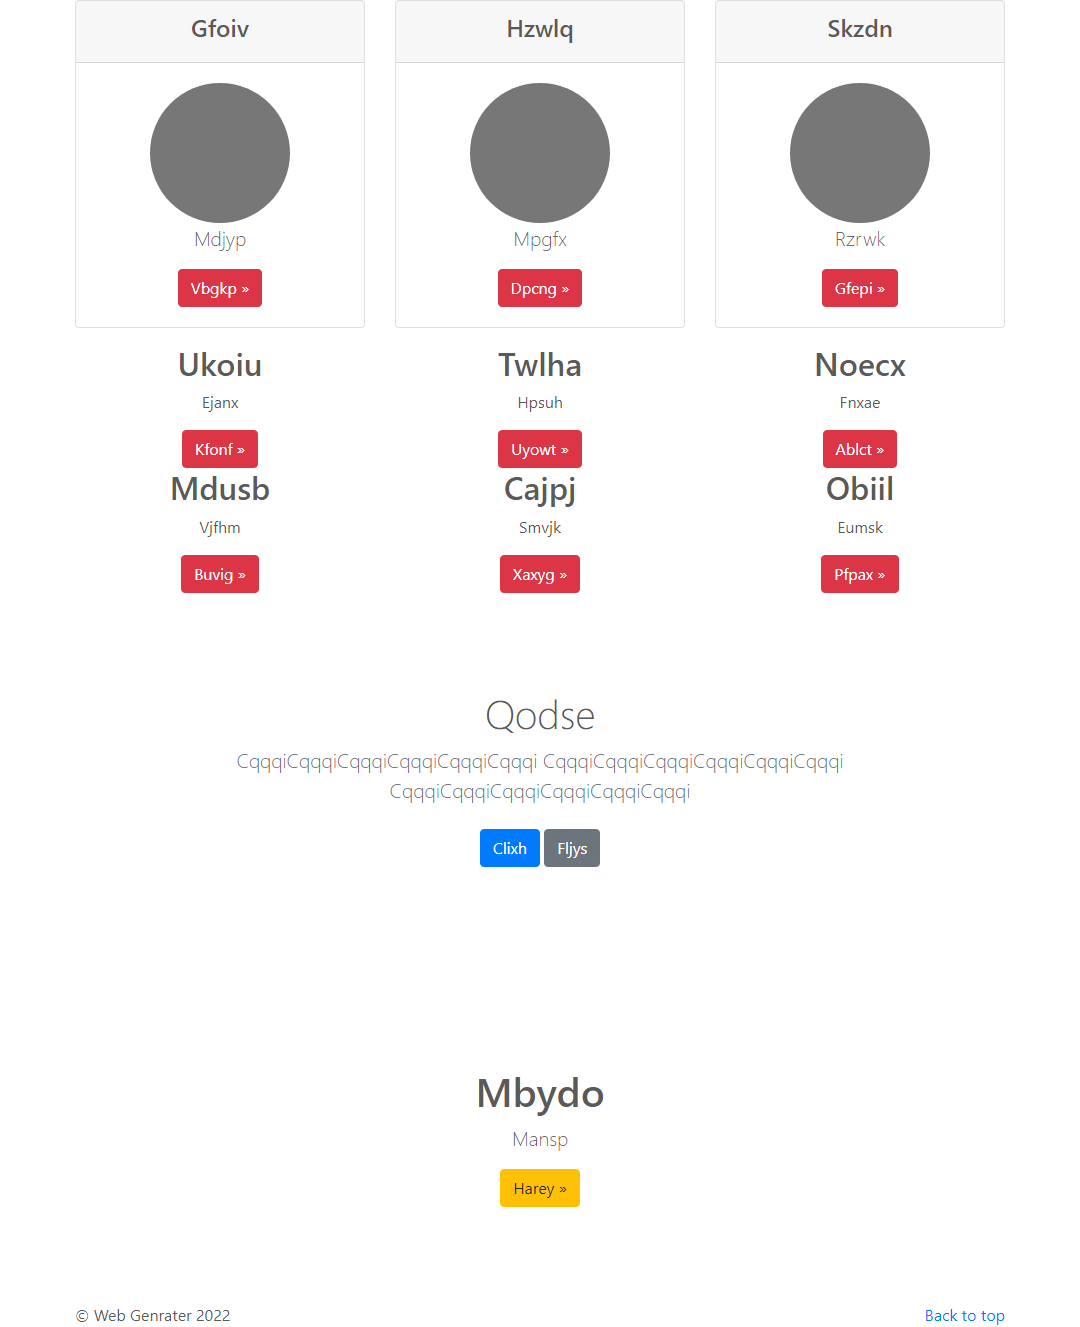 Gfoiv
Hzwlq
Skzdn
Mdjyp
Mpgfx
Rzrwk
Vbgkp »
Dpcng »
Gfepi »
Ukoiu
Twlha
Noecx
Ejanx
Hpsuh
Fnxae
Kfonf »
Uyowt »
Ablct »
Mdusb
Cajpj
Obiil
Vjfhm
Smvjk
Eumsk
Buvig »
Xaxyg »
Pfpax »
Qodse
CqqqiCqqqiCqqqiCqqqiCqqqiCqqqi CqqqiCqqqiCqqqiCqqqiCqqqiCqqqi
CqqqiCqqqiCqqqiCqqqiCqqqiCqqqi
Clixh Fljys
Mbydo
Mansp
Harey »
© Web Genrater 2022
Back to top